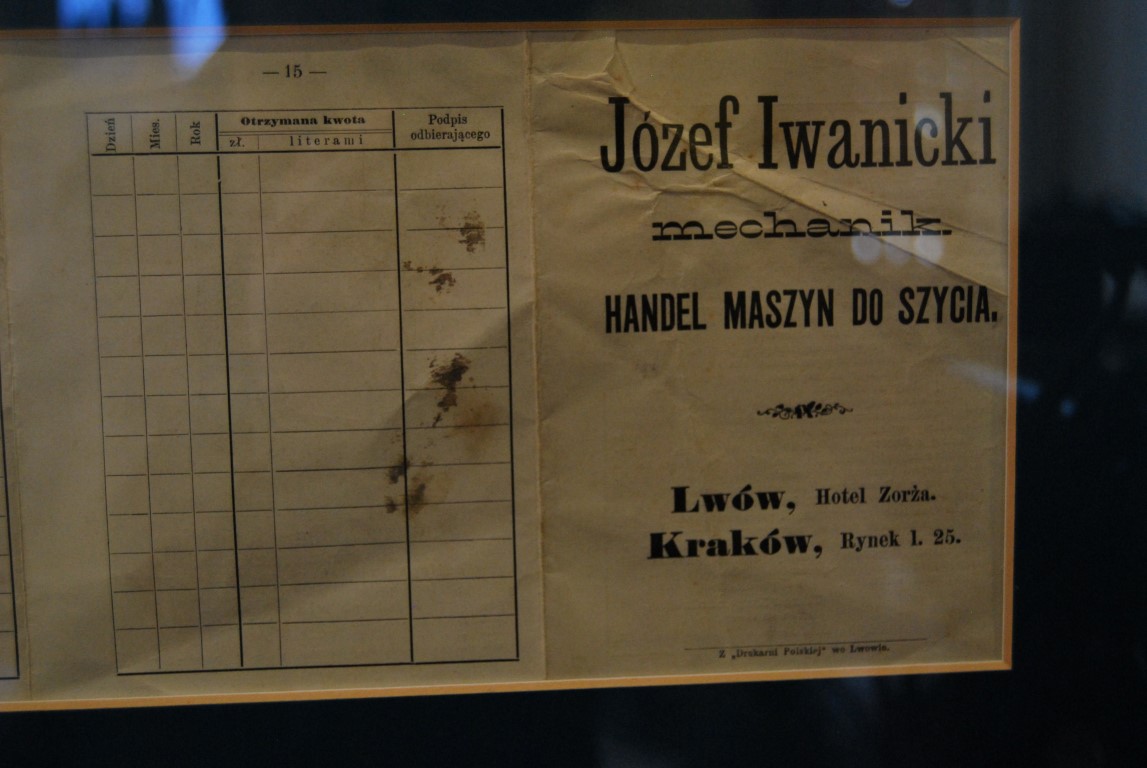 — 15 —
Dzień
Mies.
Rok
Otrzymana kwota
zł.
literami
Podpis
odbierającego
Józef Iwanicki
mechanik.
HANDEL MASZYN DO SZYCIA.
Lwów, Hotel Zorża.
Kraków, Rynek l. 25.
Z „Drukarni Polskiej" we Lwowie.